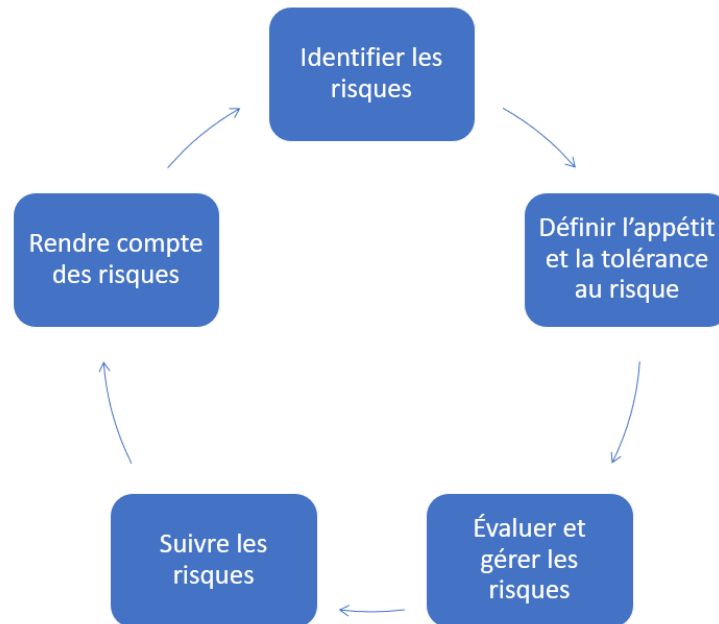 Identifier les
risques
Définir l’appétit
et la tolérance
au risque
Évaluer et
gérer les
risques
Suivre les
risques
Rendre compte
des risques